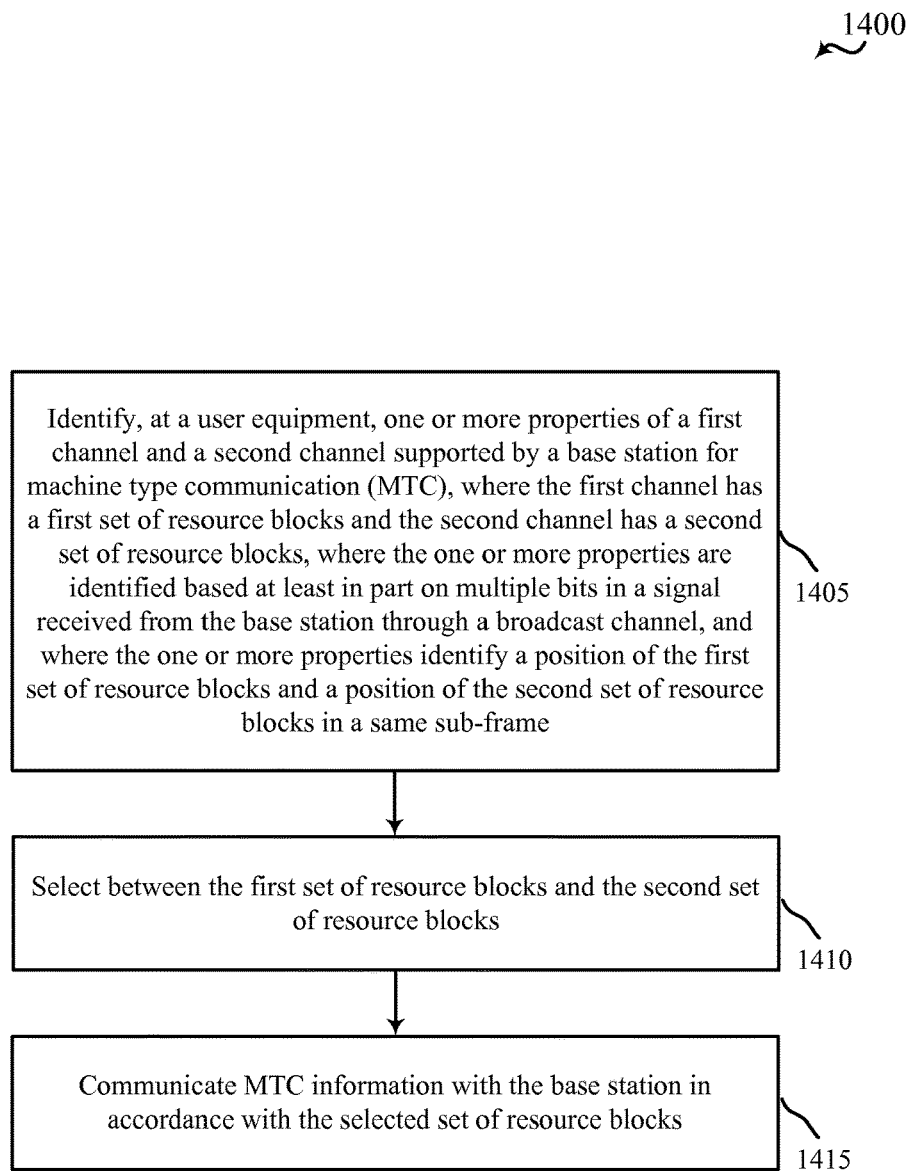 1400
Identify, at a user equipment, one or more properties of a first
channel and a second channel supported by a base station for
machine type communication (MTC), where the first channel has
a first set of resource blocks and the second channel has a second
set of resource blocks, where the one or more properties are
identified based at least in part on multiple bits in a signal
received from the base station through a broadcast channel, and
where the one or more properties identify a position of the first
set of resource blocks and a position of the second set of resource
blocks in a same sub-frame
1405
Select between the first set of resource blocks and the second set
of resource blocks
1410
Communicate MTC information with the base station in
accordance with the selected set of resource blocks
1415